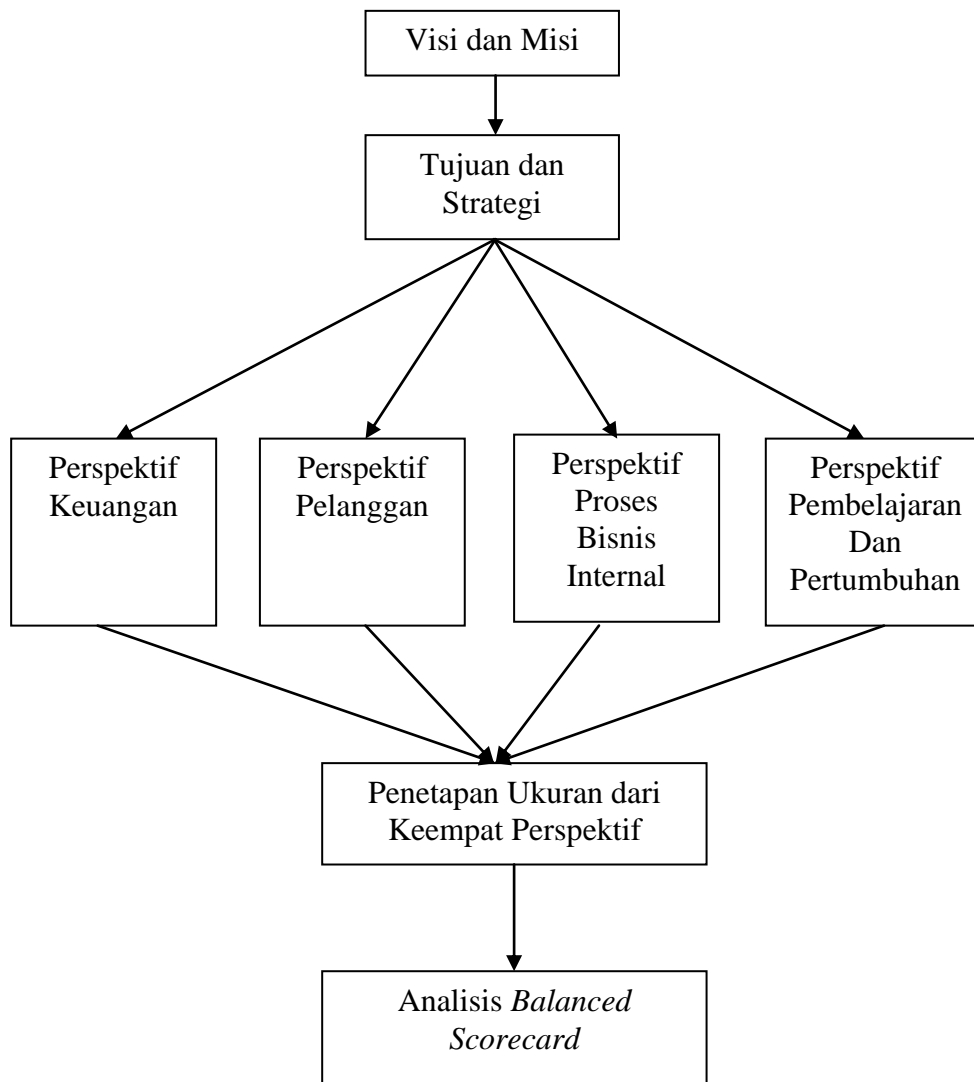 Visi dan Misi
Tujuan dan
Strategi
Perspektif
Keuangan
Perspektif
Pelanggan
Perspektif
Proses
Bisnis
Internal
Perspektif
Pembelajaran
Dan
Pertumbuhan
Penetapan Ukuran dari
Keempat Perspektif
Analisis Balanced
Scorecard